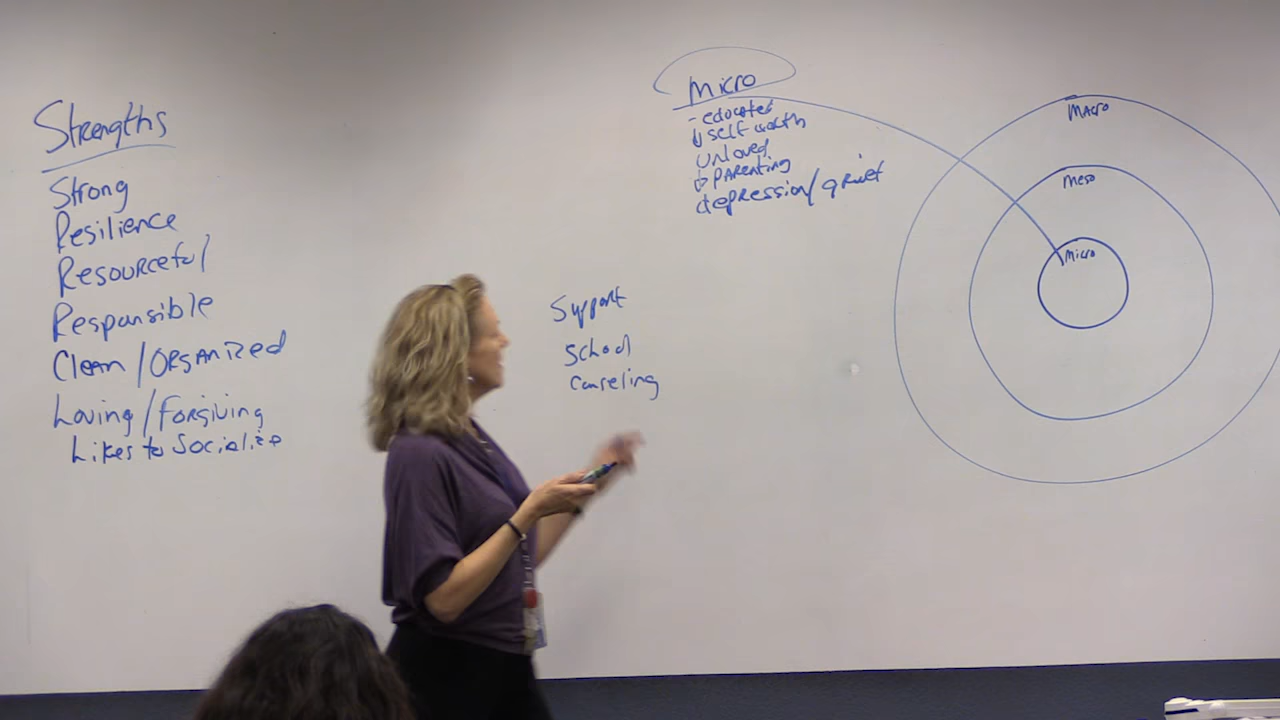 Strengths
Strong
Resilience
Resourceful
Responsible
Clean/Organized
Loving/Forgiving
Likes to Socialize
Support
School
Counseling
Micro
- educated
↓ self worth
Unloved
↓ parenting
depression/grief
Macro
Meso
Micro